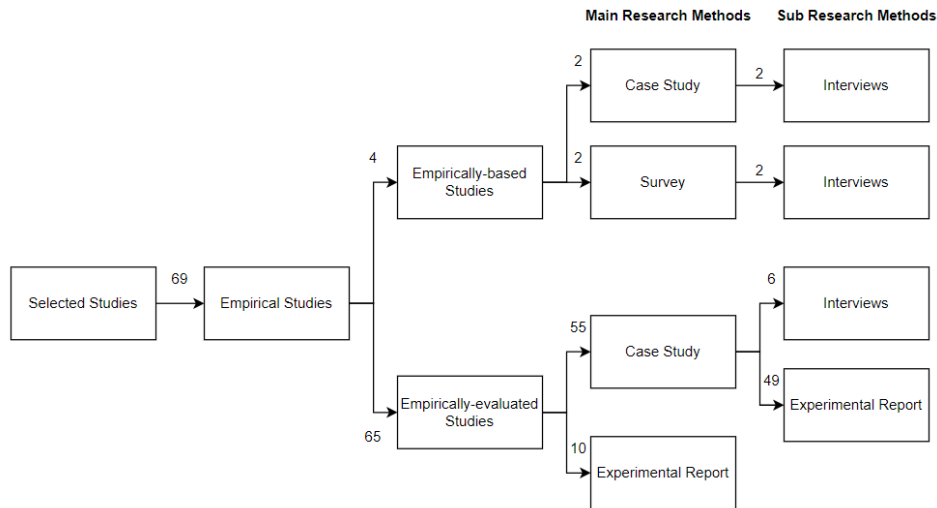 Main Research Methods
Sub Research Methods
2
Case Study
2
Interviews
4
Empirically-based
Studies
2
Survey
2
Interviews
69
Selected Studies
Empirical Studies
55
Case Study
6
Interviews
49
Experimental Report
65
Empirically-evaluated
Studies
10
Experimental Report